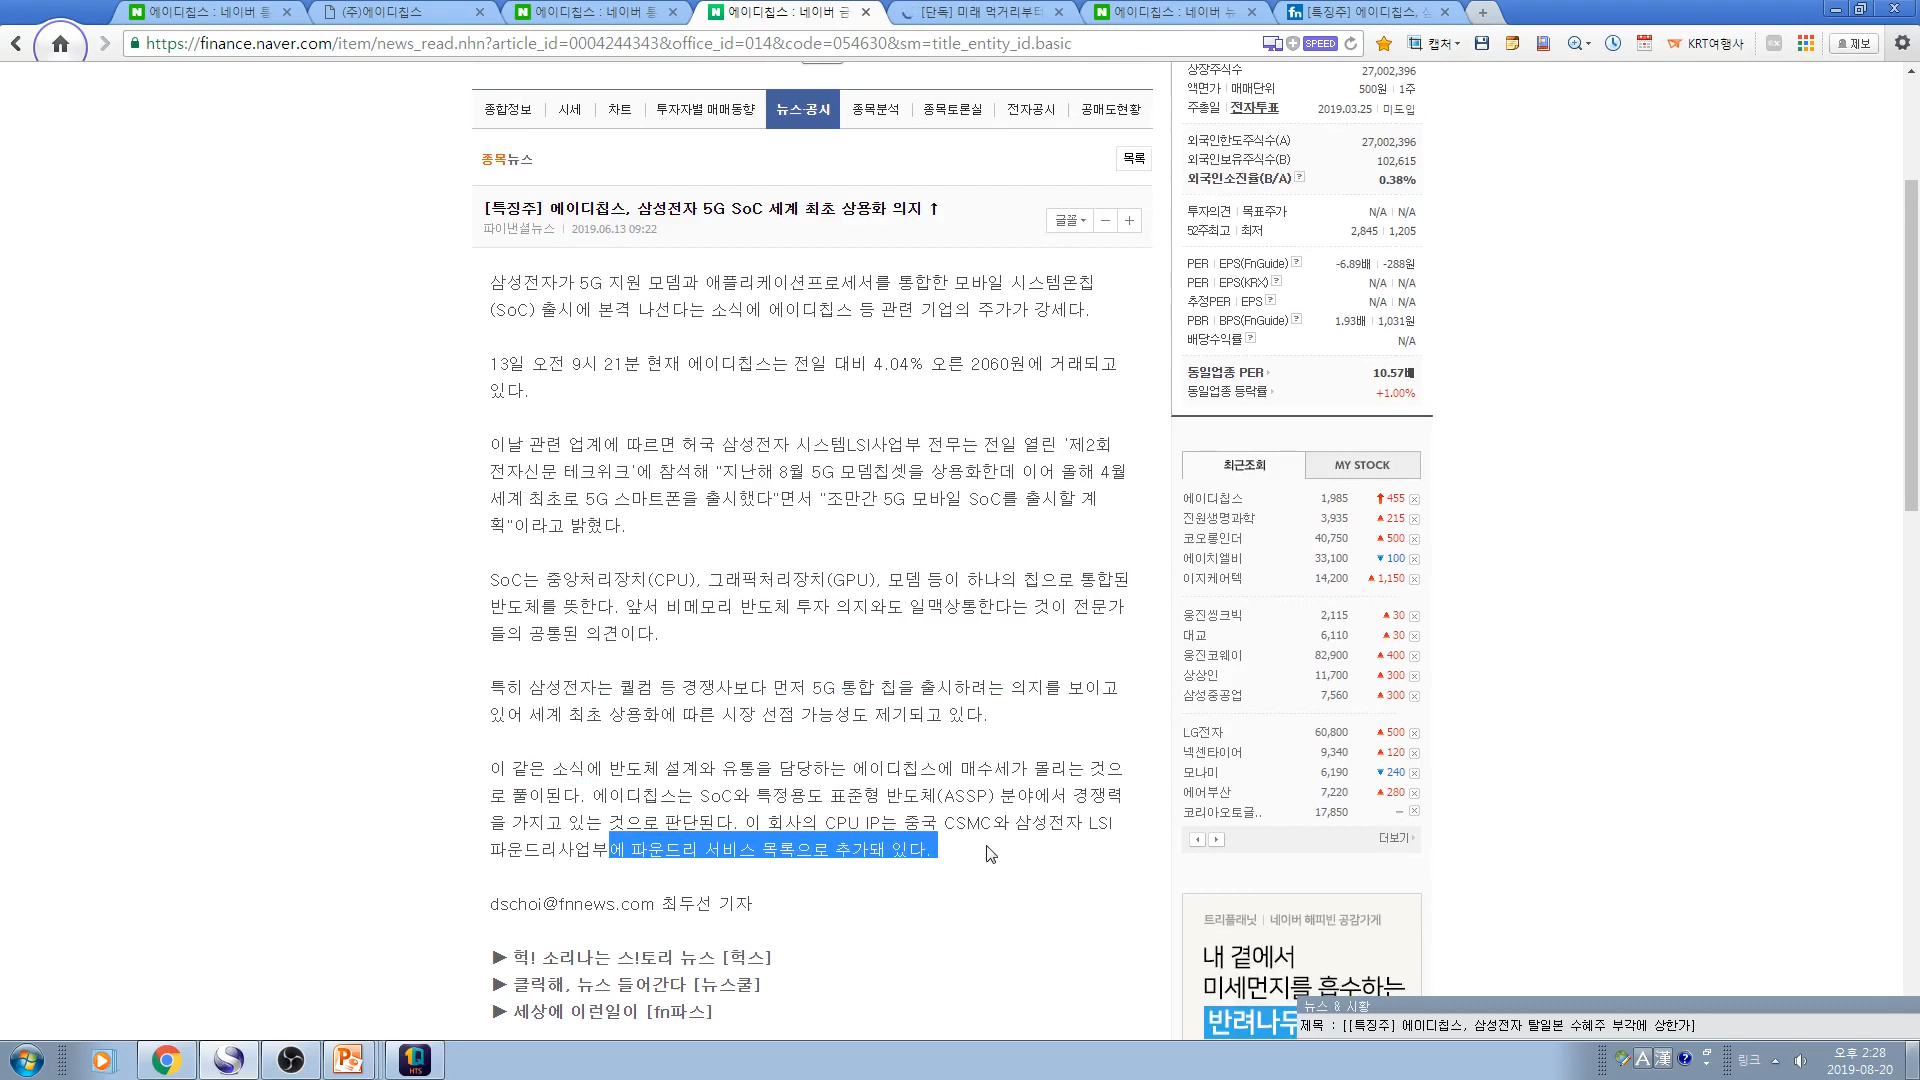 에이디칩스 : 네이버 통
(주)에이디칩스
에이디칩스 : 네이버 통
에이디칩스 : 네이버 금
[단독] 미래 먹거리부터
에이디칩스 : 네이버 뉴
[특징주] 에이디칩스, 삼
https://finance.naver.com/item/news_read.nhn?article_id=0004244343&office_id=014&code=054630&sm=title_entity_id.basic
SPEED
캡처
KRT여행사
제보
종합정보
시세
차트
투자자별 매매동향
뉴스·공시
종목분석
종목토론실
전자공시
공매도현황
종목뉴스
목록
[특징주] 에이디칩스, 삼성전자 5G SoC 세계 최초 상용화 의지 ↑
파이낸셜뉴스 | 2019.06.13 09:22
글꼴
삼성전자가 5G 지원 모뎀과 애플리케이션프로세서를 통합한 모바일 시스템온칩
(SoC) 출시에 본격 나선다는 소식에 에이디칩스 등 관련 기업의 주가가 강세다.
13일 오전 9시 21분 현재 에이디칩스는 전일 대비 4.04% 오른 2060원에 거래되고
있다.
이날 관련 업계에 따르면 허국 삼성전자 시스템LSI사업부 전무는 전일 열린 '제2회
전자신문 테크위크'에 참석해 "지난해 8월 5G 모뎀칩셋을 상용화한데 이어 올해 4월
세계 최초로 5G 스마트폰을 출시했다"면서 "조만간 5G 모바일 SoC를 출시할 계
획"이라고 밝혔다.
SoC는 중앙처리장치(CPU), 그래픽처리장치(GPU), 모뎀 등이 하나의 칩으로 통합된
반도체를 뜻한다. 앞서 비메모리 반도체 투자 의지와도 일맥상통한다는 것이 전문가
들의 공통된 의견이다.
특히 삼성전자는 퀄컴 등 경쟁사보다 먼저 5G 통합 칩을 출시하려는 의지를 보이고
있어 세계 최초 상용화에 따른 시장 선점 가능성도 제기되고 있다.
이 같은 소식에 반도체 설계와 유통을 담당하는 에이디칩스에 매수세가 몰리는 것으
로 풀이된다. 에이디칩스는 SoC와 특정용도 표준형 반도체(ASSP) 분야에서 경쟁력
을 가지고 있는 것으로 판단된다. 이 회사의 CPU IP는 중국 CSMC와 삼성전자 LSI
파운드리사업부에 파운드리 서비스 목록으로 추가돼 있다.
dschoi@fnnews.com 최두선 기자
▶ 헉! 소리나는 스!토리 뉴스 [헉스]
▶ 클릭해, 뉴스 들어간다 [뉴스쿨]
▶ 세상에 이런일이 [fn파스]
상장주식수 27,002,396
액면가 | 매매단위 500원 | 1주
주총일 | 전자투표 2019.03.25 | 미도입
외국인한도주식수(A) 27,002,396
외국인보유주식수(B) 102,615
외국인소진율(B/A) 0.38%
투자의견 | 목표주가 N/A | N/A
52주최고 | 최저 2,845 | 1,205
PER | EPS(FnGuide) -6.89배 | -288원
PER | EPS(KRX) N/A | N/A
추정PER | EPS N/A | N/A
PBR | BPS(FnGuide) 1.93배 | 1,031원
배당수익률 N/A
동일업종 PER 10.57배
동일업종 등락률 +1.00%
최근조회
MY STOCK
에이디칩스 1,985 ↑ 455
진원생명과학 3,935 ▲ 215
코오롱인더 40,750 ▲ 500
에이치엘비 33,100 ▼ 100
이지케어텍 14,200 ▲ 1,150
웅진씽크빅 2,115 ▲ 30
대교 6,110 ▲ 30
웅진코웨이 82,900 ▲ 400
상상인 11,700 ▲ 300
삼성중공업 7,560 ▲ 300
LG전자 60,800 ▲ 500
넥센타이어 9,340 ▲ 120
모나미 6,190 ▼ 240
에어부산 7,220 ▲ 280
코리아오토글.. 17,850 –
더보기
트리플래닛 | 네이버 해피빈 공감가게
내 곁에서
미세먼지를 흡수하는
반려나무
뉴스 & 시황
제목 : [[특징주] 에이디칩스, 삼성전자 탈일본 수혜주 부각에 상한가]
HTS
A
漢
링크
오후 2:28
2019-08-20